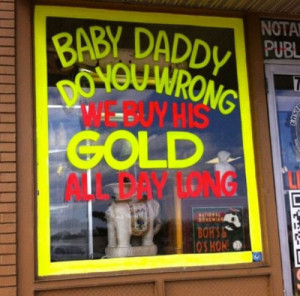 BABY DADDY
DO YOU WRONG
WE BUY HIS
GOLD
ALL DAY LONG
NOTA
PUBL